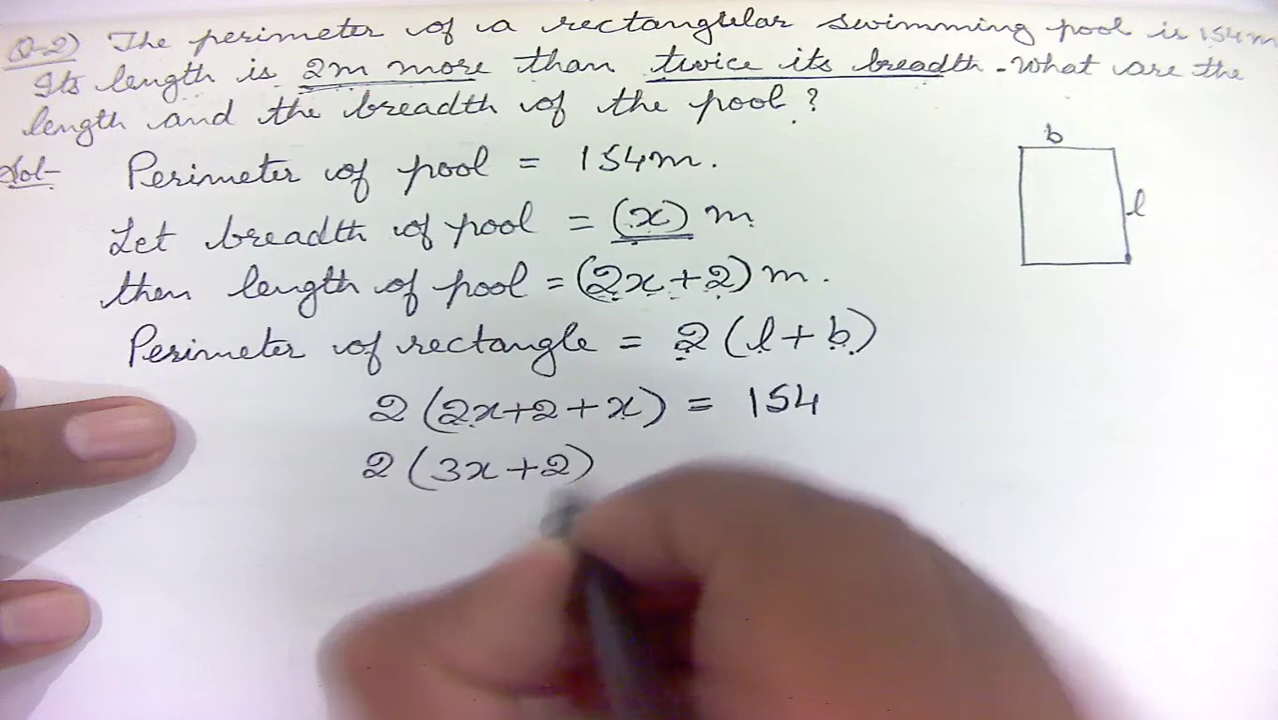 Q-2) The perimeter of a rectangular swimming pool is 154m
Its length is 2m more than twice its breadth. What are the
length and the breadth of the pool?
Sol-
Perimeter of pool = 154m.
Let breadth of pool = (x) m
then length of pool = (2x+2) m.
Perimeter of rectangle = 2 (l+b)
2 (2x+2+x) = 154
2 (3x+2)
b
l